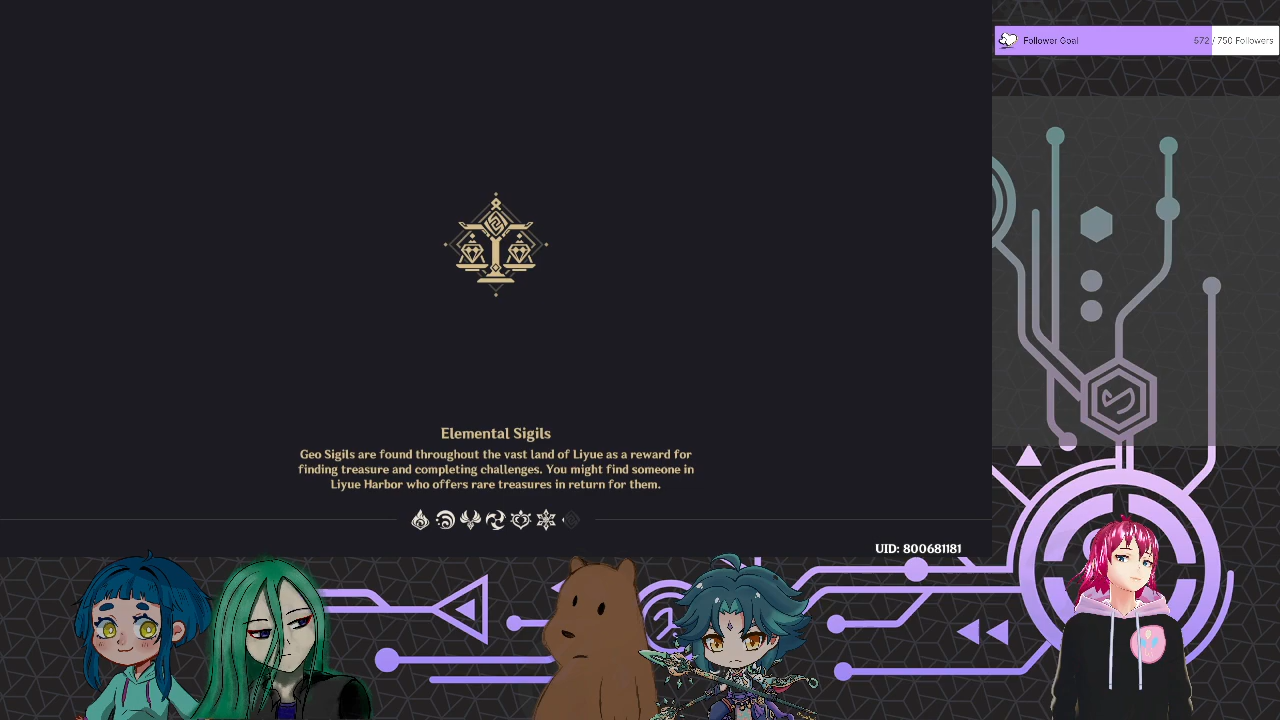 Follower Goal
572 / 750 Followers
Elemental Sigils
Geo Sigils are found throughout the vast land of Liyue as a reward for
finding treasure and completing challenges. You might find someone in
Liyue Harbor who offers rare treasures in return for them.
UID: 800681181